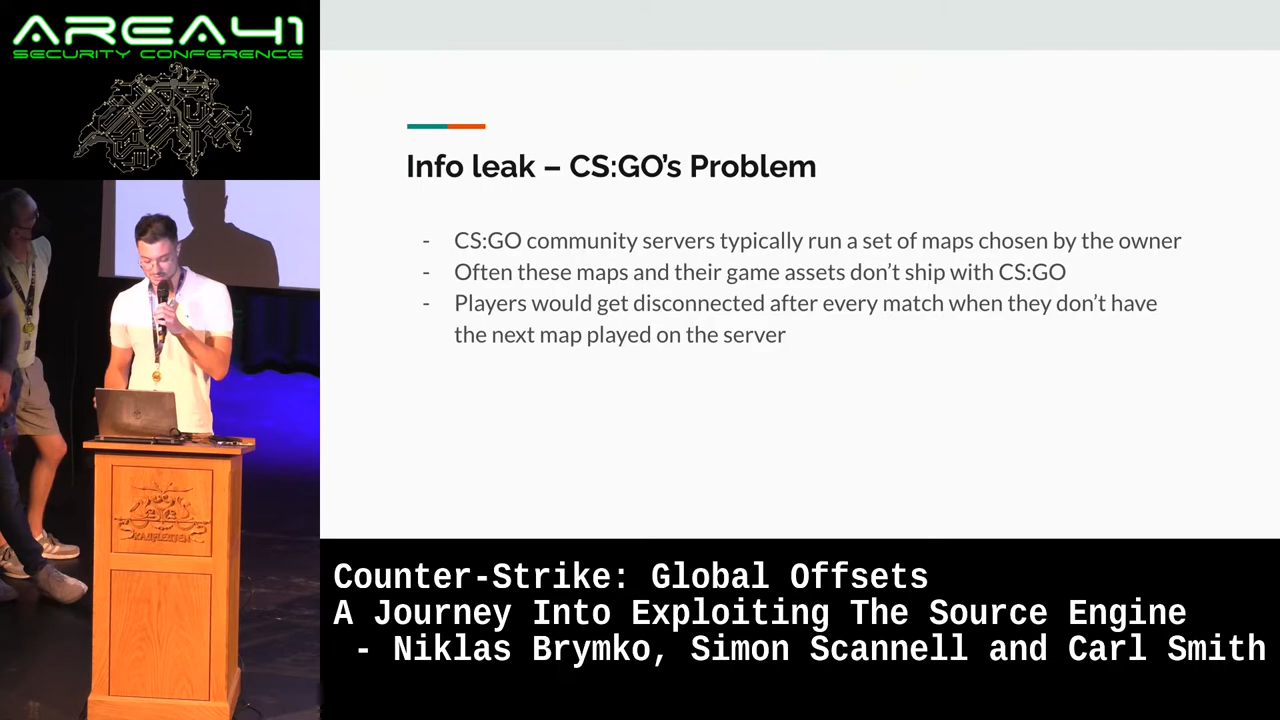 AREA41
SECURITY CONFERENCE
Info leak – CS:GO's Problem
- CS:GO community servers typically run a set of maps chosen by the owner
- Often these maps and their game assets don't ship with CS:GO
- Players would get disconnected after every match when they don't have
the next map played on the server
KAUFLEUTEN
Counter-Strike: Global Offsets
A Journey Into Exploiting The Source Engine
- Niklas Brymko, Simon Scannell and Carl Smith